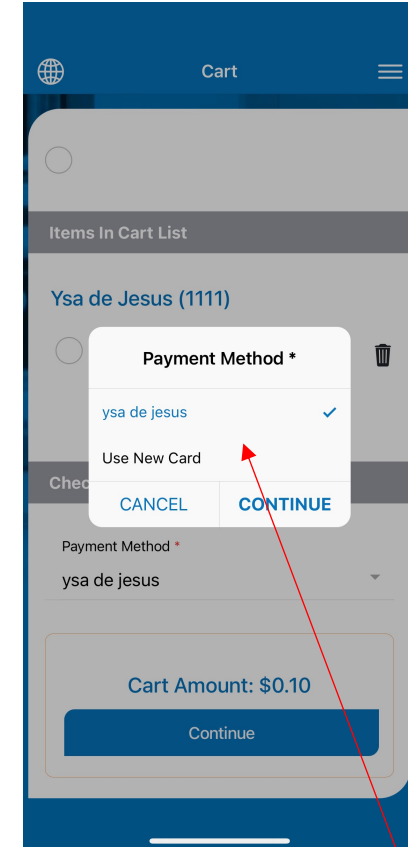 Cart
Items In Cart List
Ysa de Jesus (1111)
Payment Method *
ysa de jesus
Use New Card
Chec
CANCEL CONTINUE
Payment Method *
ysa de jesus
Cart Amount: $0.10
Continue